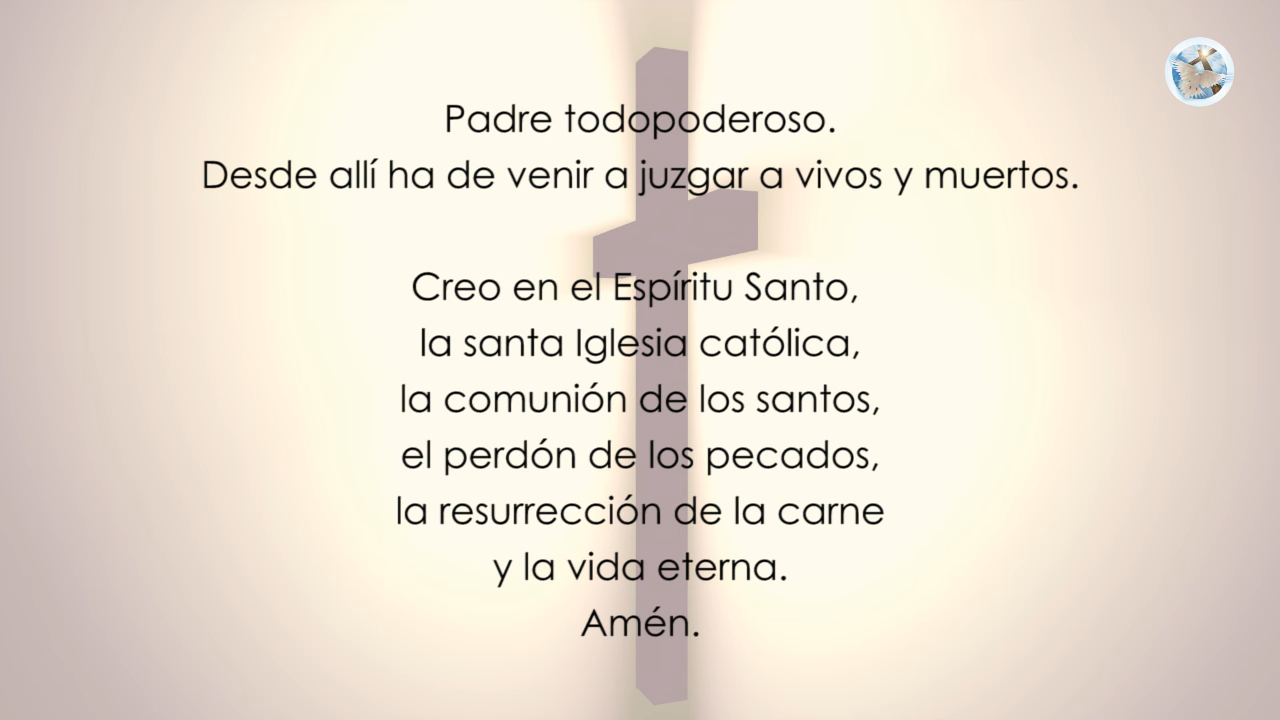 Padre todopoderoso.
Desde allí ha de venir a juzgar a vivos y muertos.
Creo en el Espíritu Santo,
la santa Iglesia católica,
la comunión de los santos,
el perdón de los pecados,
la resurrección de la carne
y la vida eterna.
Amén.